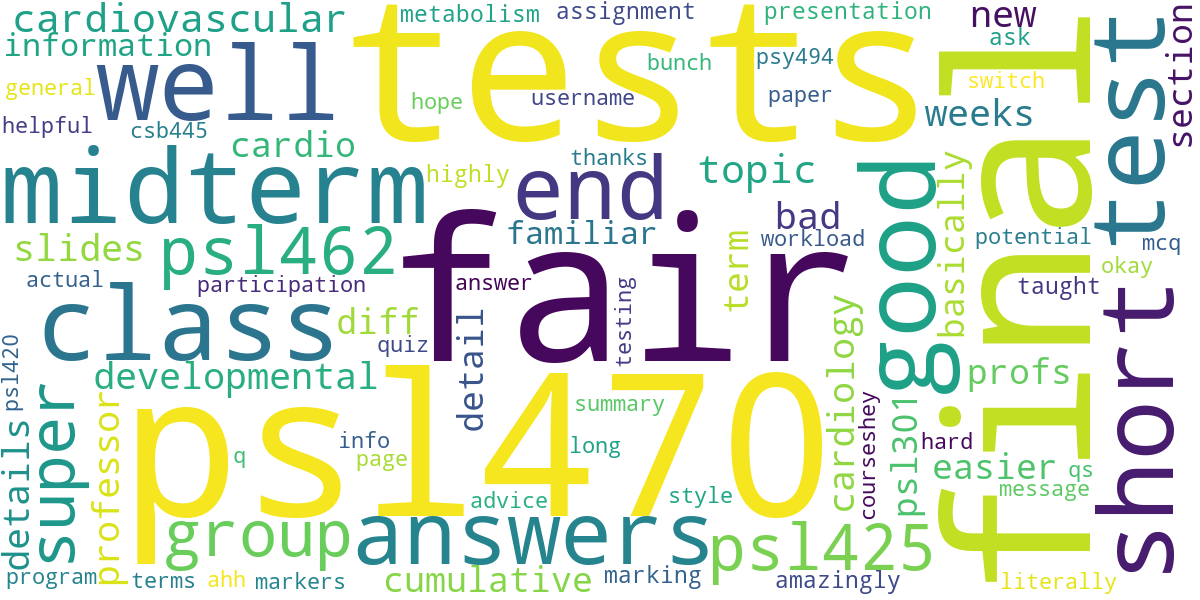 cardiovascular
metabolism
assignment
presentation
new
section
information
well
tests
bunch
psy494
ask
general
hope
username
paper
switch
helpful
csb445
weeks
test
cardio
thanks
final
midterm
highly
end
topic
good
basically
slides
psl462
familiar
bad
workload
potential
mcq
actual
participation
fair
answer
term
okay
taught
short
class
diff
quiz
detail
testing
cardiology
profs
psl420
developmental
psl470
summary
courseshey
psl301
hard
super
professor
q
info
page
long
easier
qs
details
advice
style
message
group
answers
psl425
program
terms
ahh
markers
cumulative
marking
amazingly
literally